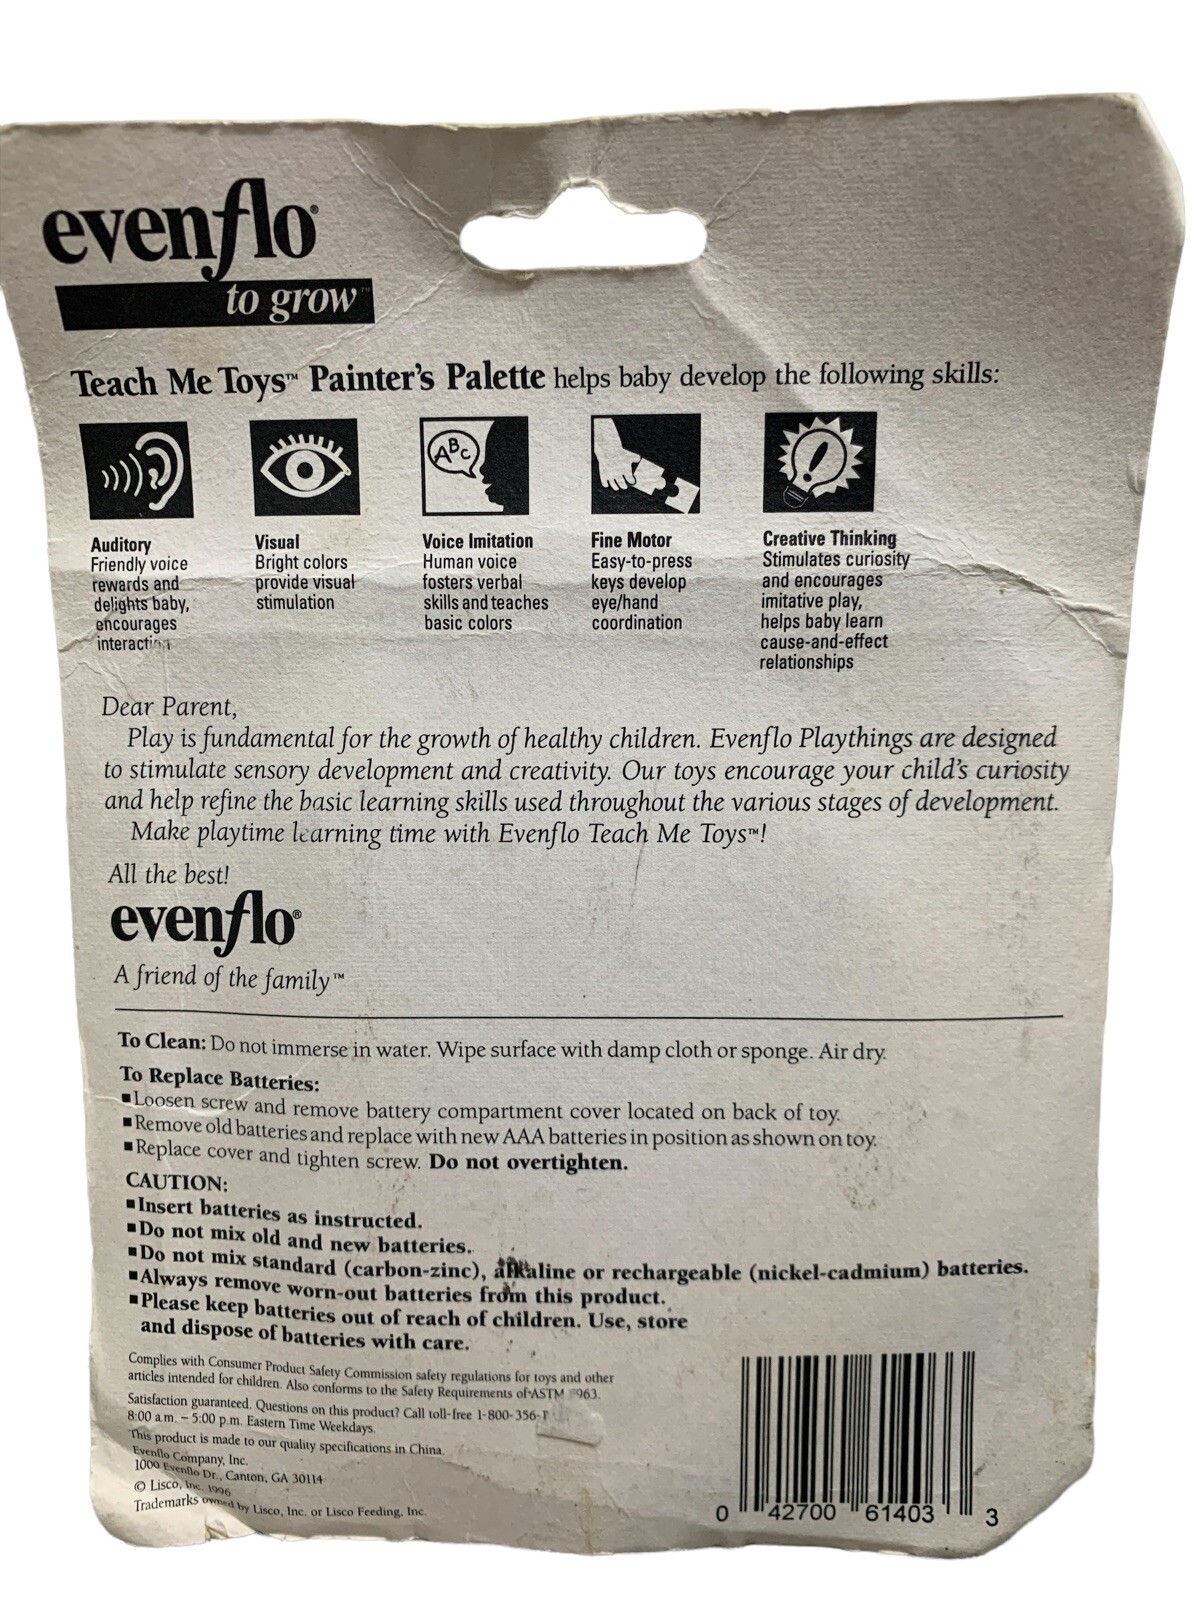 evenflo®
to grow™
Teach Me Toys™ Painter's Palette helps baby develop the following skills:
ABC
Auditory
Friendly voice
rewards and
delights baby,
encourages
interaction
Visual
Bright colors
provide visual
stimulation
Voice Imitation
Human voice
fosters verbal
skills and teaches
basic colors
Fine Motor
Easy-to-press
keys develop
eye/hand
coordination
Creative Thinking
Stimulates curiosity
and encourages
imitative play,
helps baby learn
cause-and-effect
relationships
Dear Parent,
Play is fundamental for the growth of healthy children. Evenflo Playthings are designed
to stimulate sensory development and creativity. Our toys encourage your child's curiosity
and help refine the basic learning skills used throughout the various stages of development.
Make playtime learning time with Evenflo Teach Me Toys™!
All the best!
evenflo®
A friend of the family™
To Clean: Do not immerse in water. Wipe surface with damp cloth or sponge. Air dry.
To Replace Batteries:
■Loosen screw and remove battery compartment cover located on back of toy.
■Remove old batteries and replace with new AAA batteries in position as shown on toy.
■Replace cover and tighten screw. Do not overtighten.
CAUTION:
■Insert batteries as instructed.
■Do not mix old and new batteries.
■Do not mix standard (carbon-zinc), alkaline or rechargeable (nickel-cadmium) batteries.
■Always remove worn-out batteries from this product.
■Please keep batteries out of reach of children. Use, store
and dispose of batteries with care.
Complies with Consumer Product Safety Commission safety regulations for toys and other
articles intended for children. Also conforms to the Safety Requirements of ASTM 963.
Satisfaction guaranteed. Questions on this product? Call toll-free 1-800-356-
8:00 a.m. – 5:00 p.m. Eastern Time Weekdays.
This product is made to our quality specifications in China.
Evenflo Company, Inc.
1000 Evenflo Dr., Canton, GA 30114
© Lisco, Inc. 1996
Trademarks owned by Lisco, Inc. or Lisco Feeding, Inc.
0 42700 61403 3